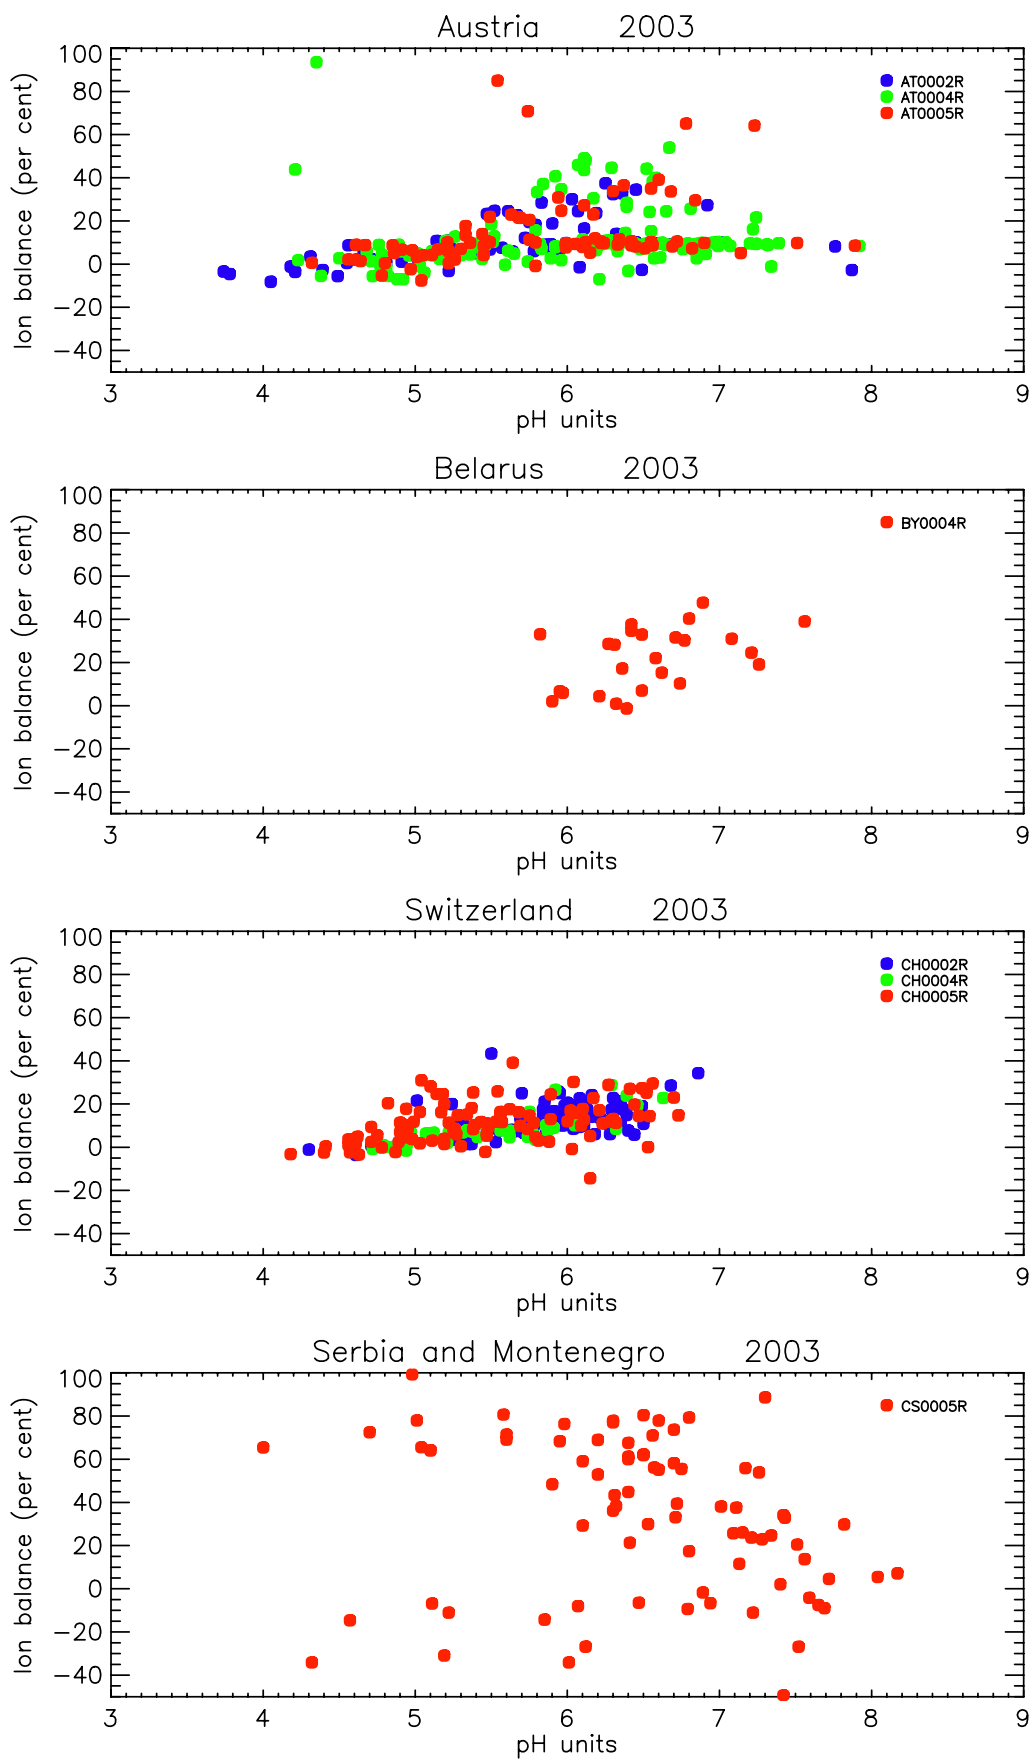 Austria 2003
Ion balance (per cent)
100
80
60
40
20
0
−20
−40
AT0002R
AT0004R
AT0005R
3 4 5 6 7 8 9
pH units
Belarus 2003
Ion balance (per cent)
100
80
60
40
20
0
−20
−40
BY0004R
3 4 5 6 7 8 9
pH units
Switzerland 2003
Ion balance (per cent)
100
80
60
40
20
0
−20
−40
CH0002R
CH0004R
CH0005R
3 4 5 6 7 8 9
pH units
Serbia and Montenegro 2003
Ion balance (per cent)
100
80
60
40
20
0
−20
−40
CS0005R
3 4 5 6 7 8 9
pH units